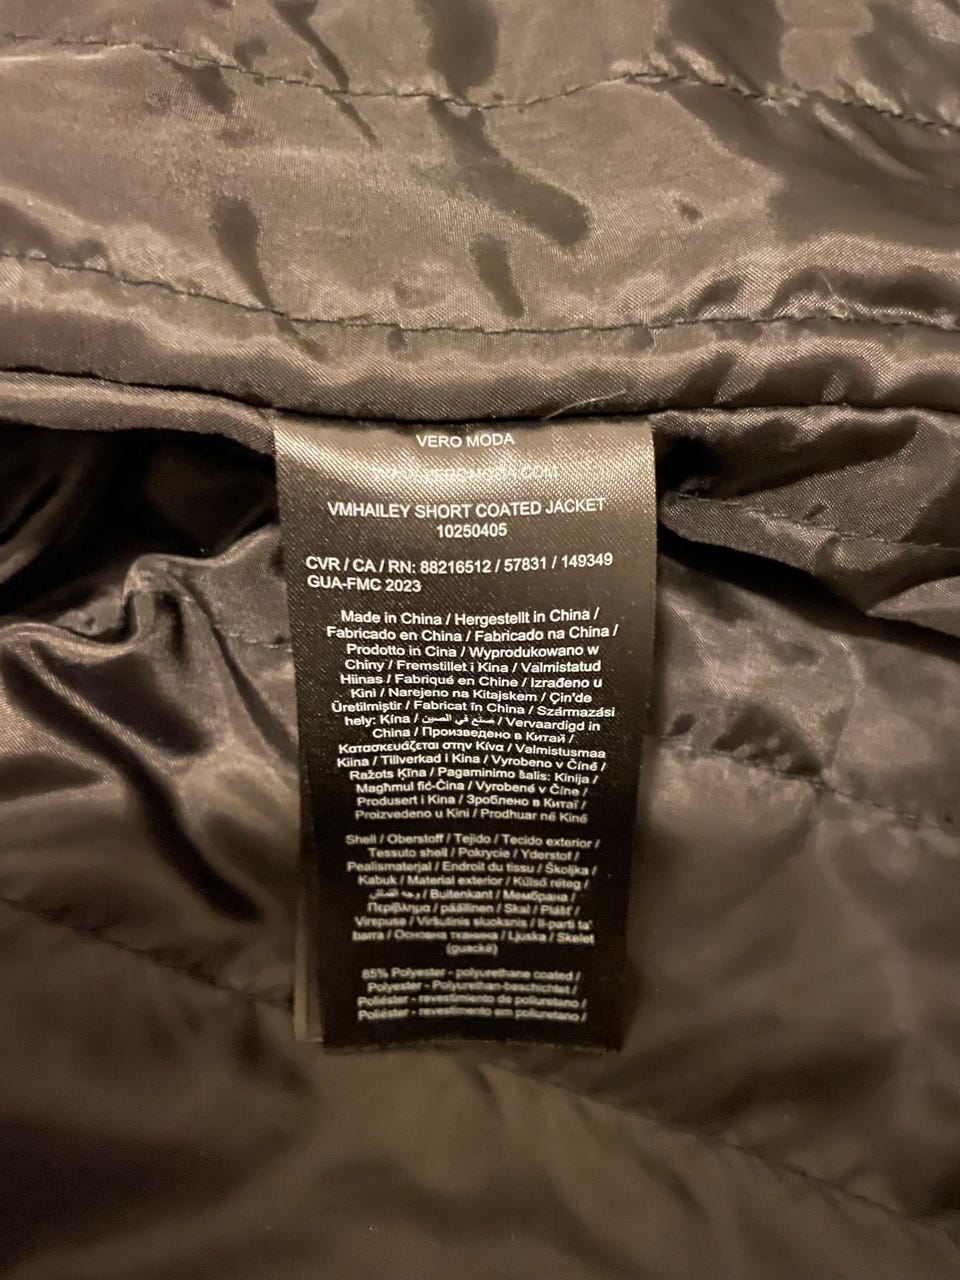 VERO MODA
VMHAILEY SHORT COATED JACKET
10250405
CVR / CA / RN: 88216512 / 57831 / 149349
GUA-FMC 2023
Made in China / Hergestellt in China /
Fabricado en China / Fabricado na China /
Prodotto in Cina / Wyprodukowano w
Chiny / Fremstillet i Kina / Valmistatud
Hiinas / Fabriqué en Chine / Izrađeno u
Kini / Narejeno na Kitajskem / Çin'de
Üretilmiştir / Fabricat în China / Származási
hely: Kína / صنع في الصين / Vervaardigd in
China / Произведено в Китай /
Κατασκευάζεται στην Κίνα / Valmistusmaa
Kiina / Tillverkad i Kina / Vyrobeno v Číně /
Ražots Ķīna / Pagaminimo šalis: Kinija /
Magħmul fiċ-Ċina / Vyrobené v Číne /
Produsert i Kina / Зроблено в Китаї /
Proizvedeno u Kini / Prodhuar në Kinë
Shell / Oberstoff / Tejido / Tecido exterior /
Tessuto shell / Pokrycie / Yderstof /
Pealismaterjal / Endroit du tissu / Školjka /
Kabuk / Material exterior / Külső réteg /
وجه القماش / Buitenkant / Мембрана /
Περίβλημα / päällinen / Skal / Plášť /
Virspuse / Viršutinis sluoksnis / Il-parti ta'
barra / Основна тканина / Ljuska / Skelet
(guackë)
85% Polyester - polyurethane coated /
Polyester - Polyurethan-beschichtet /
Poliéster - revestimiento de poliuretano /
Poliéster - revestimento em poliuretano /